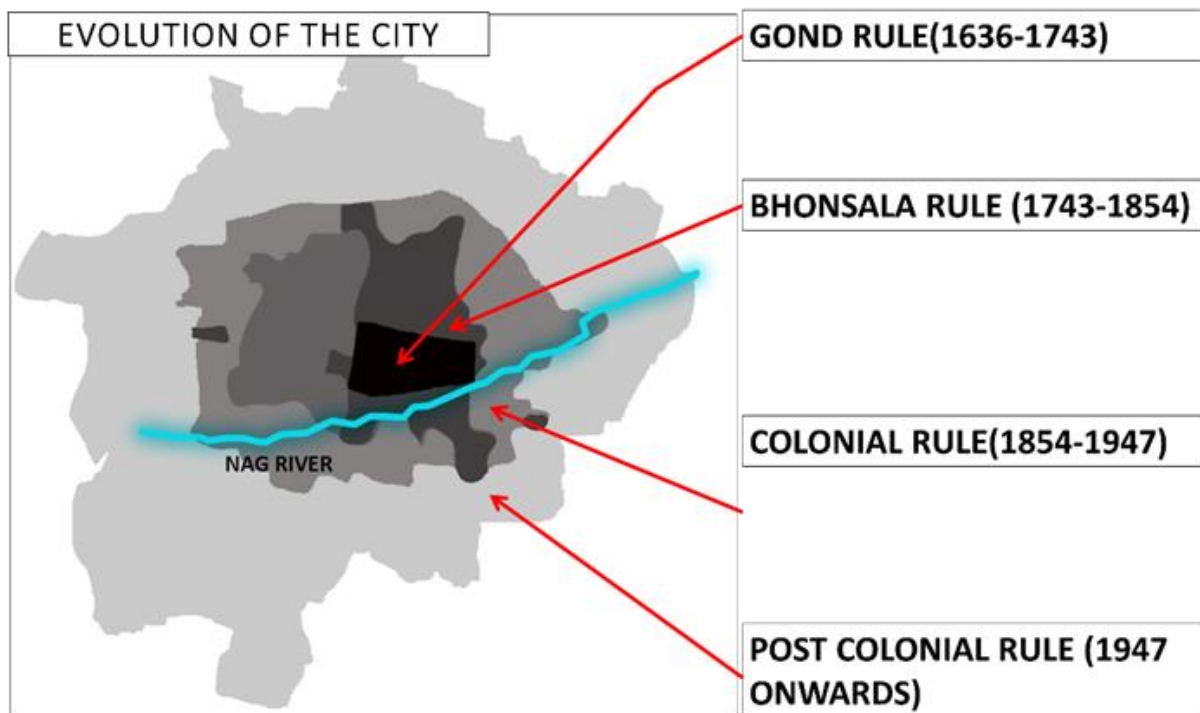 EVOLUTION OF THE CITY
GOND RULE(1636-1743)
BHONSALA RULE (1743-1854)
COLONIAL RULE(1854-1947)
NAG RIVER
POST COLONIAL RULE (1947
ONWARDS)